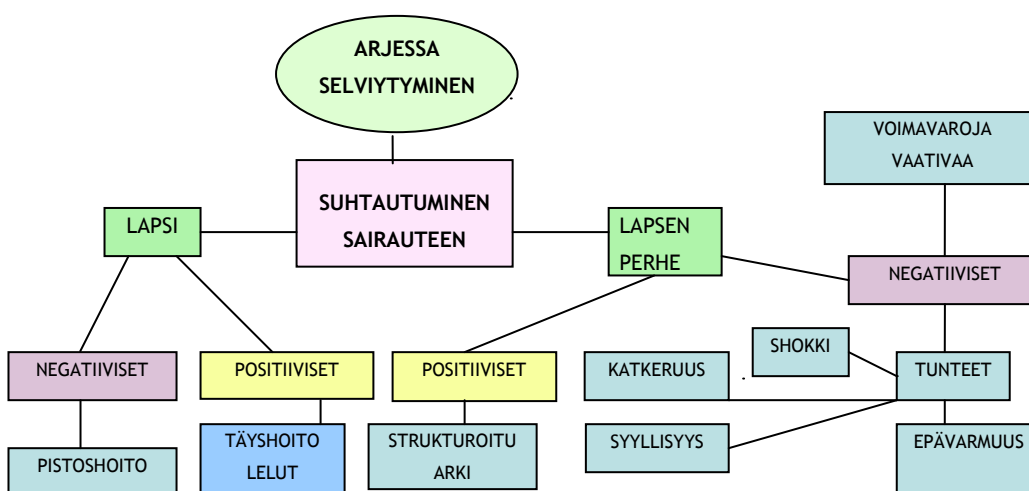 ARJESSA
SELVIYTYMINEN
VOIMAVAROJA
VAATIVAA
SUHTAUTUMINEN
SAIRAUTEEN
LAPSI
LAPSEN
PERHE
NEGATIIVISET
SHOKKI
NEGATIIVISET
POSITIIVISET
POSITIIVISET
KATKERUUS
TUNTEET
TÄYSHOITO
LELUT
STRUKTUROITU
ARKI
SYYLLISYYS
EPÄVARMUUS
PISTOSHOITO